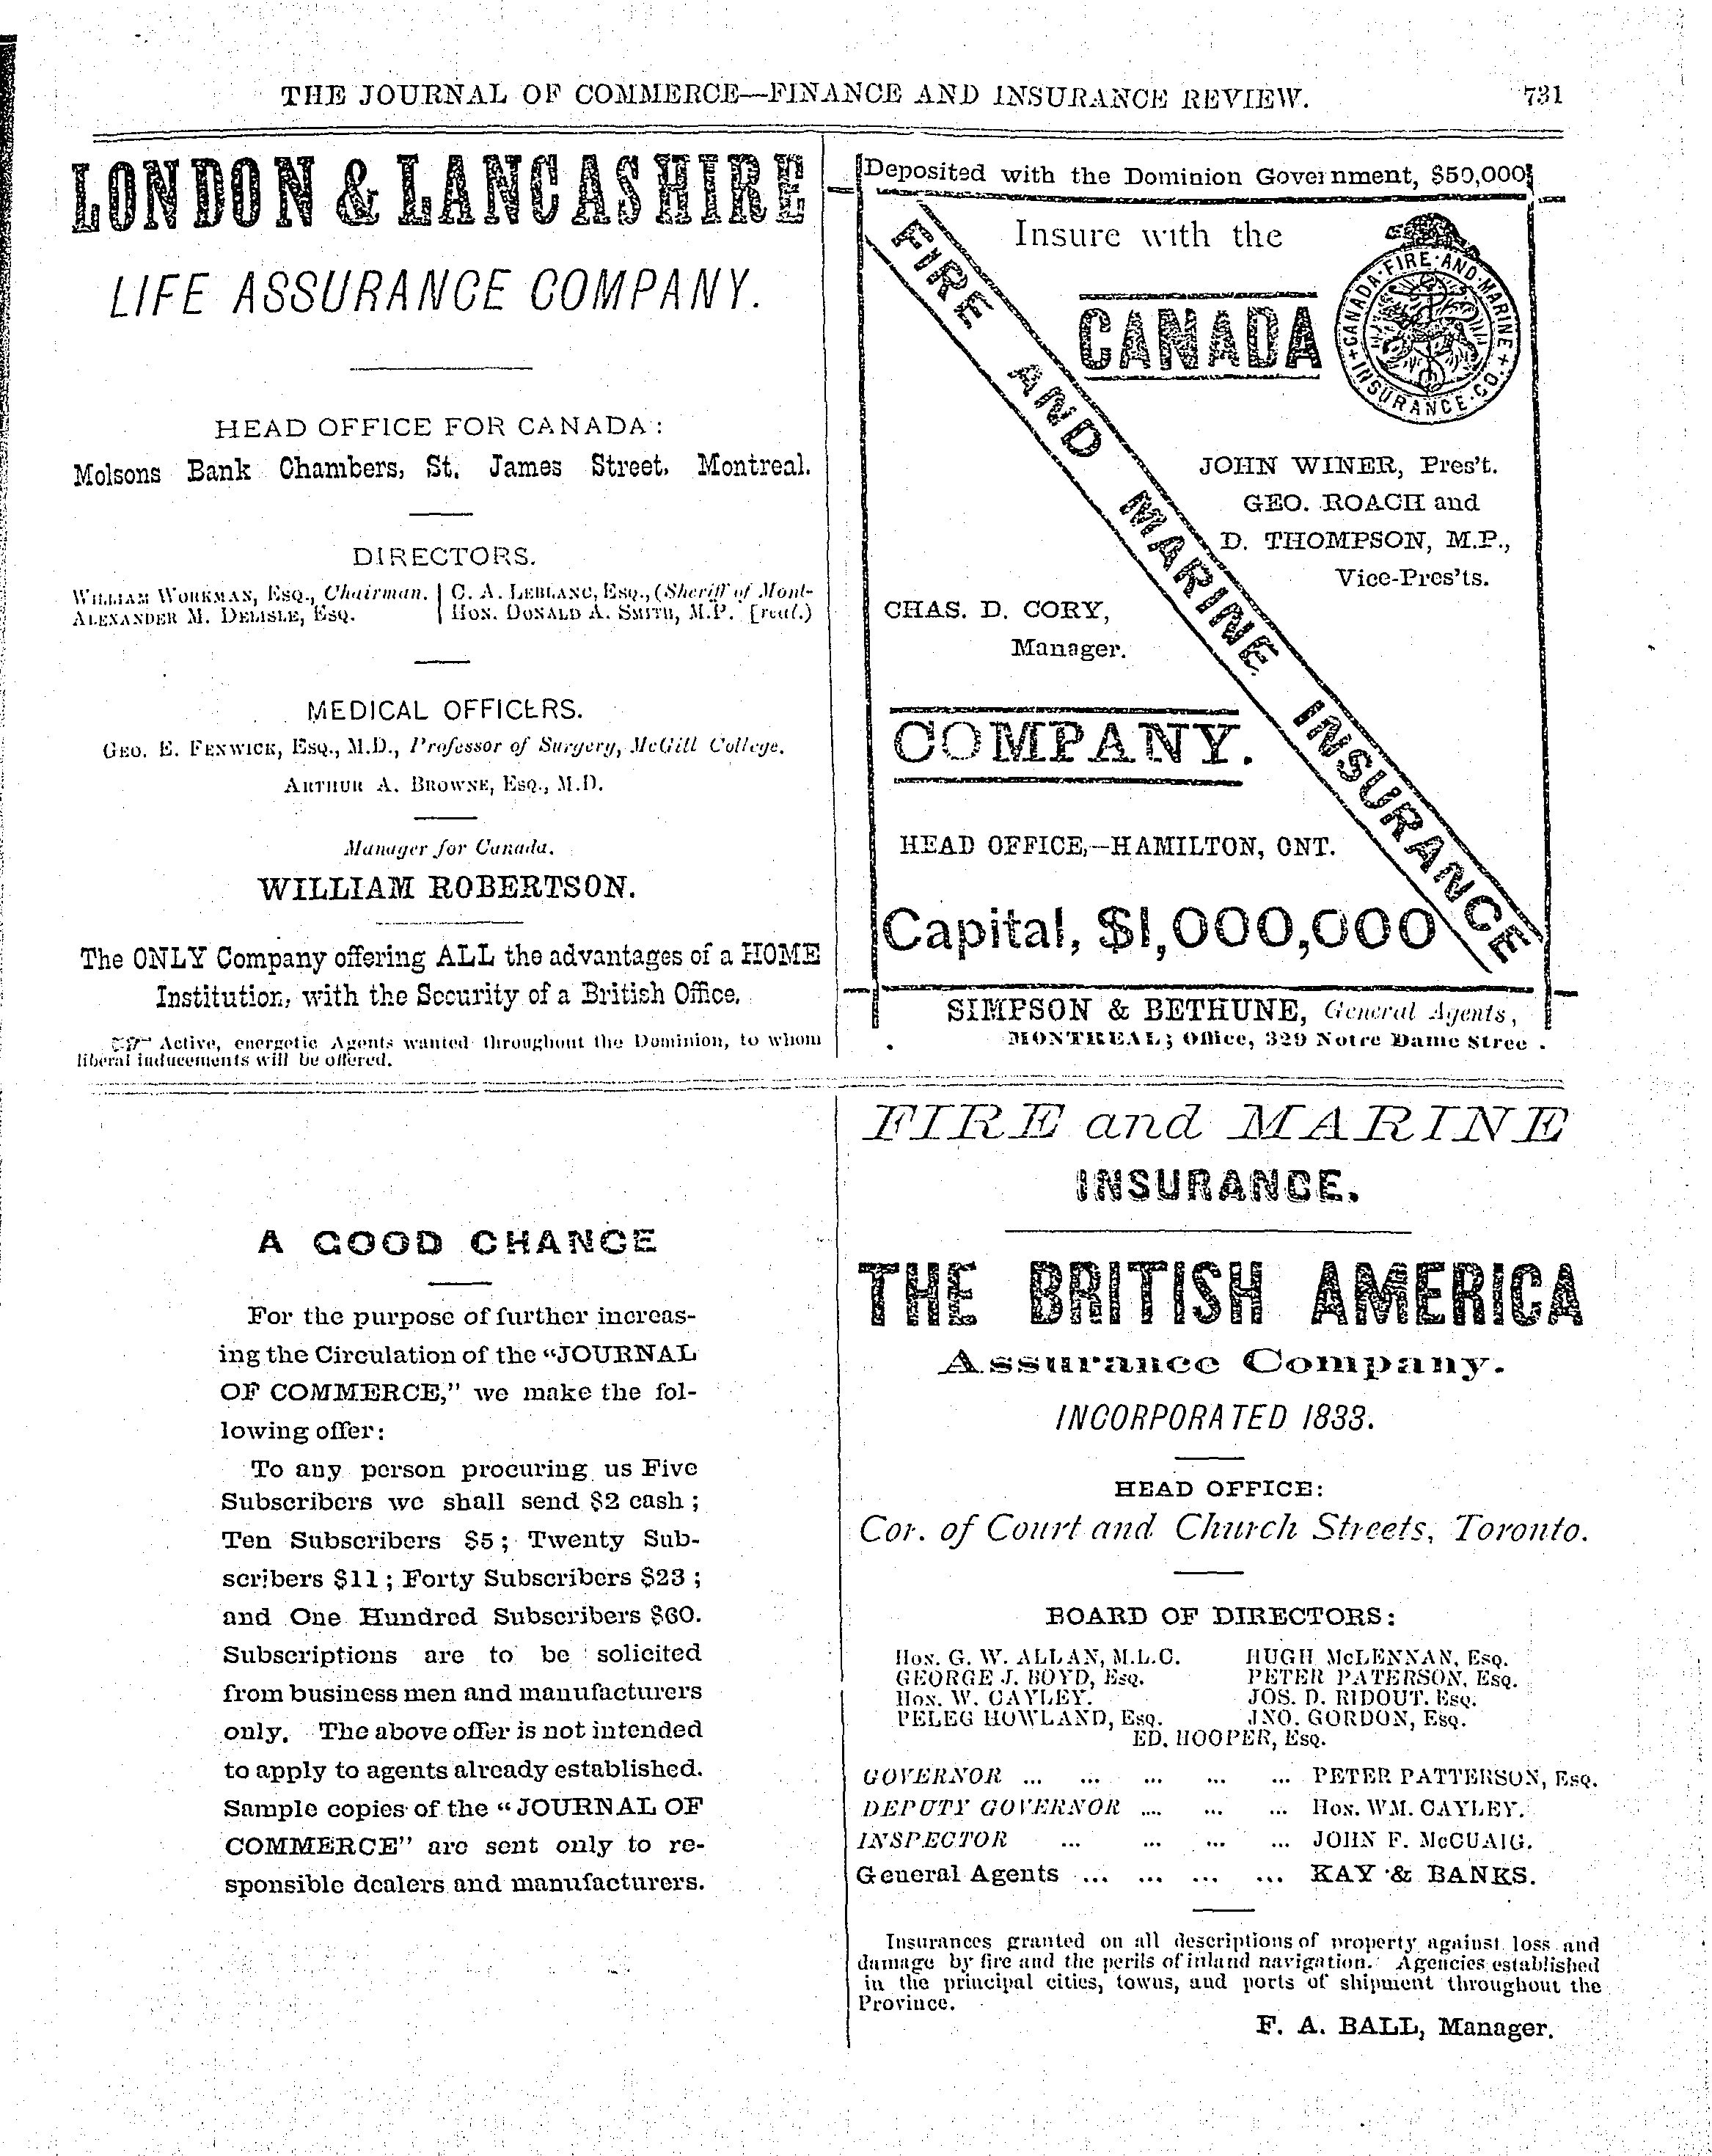 THE JOURNAL OF COMMERCE—FINANCE AND INSURANCE REVIEW. 731
LONDON & LANCASHIRE
LIFE ASSURANCE COMPANY.
HEAD OFFICE FOR CANADA:
Molsons Bank Chambers, St. James Street, Montreal.
DIRECTORS.
WILLIAM WORKMAN, ESQ., Chairman. | C. A. LEBLANC, ESQ., (Sheriff of Mont-
ALEXANDER M. DELISLE, ESQ. | HON. DONALD A. SMITH, M.P. [real.)
MEDICAL OFFICERS.
GEO. E. FENWICK, ESQ., M.D., Professor of Surgery, McGill College.
ARTHUR A. BROWNE, ESQ., M.D.
Manager for Canada.
WILLIAM ROBERTSON.
The ONLY Company offering ALL the advantages of a HOME
Institution, with the Security of a British Office.
Active, energetic Agents wanted throughout the Dominion, to whom
liberal inducements will be offered.
Deposited with the Dominion Government, $50,000
Insure with the
CANADA
CANADA·FIRE·AND·MARINE+
INSURANCE·CO.+
FIRE AND MARINE INSURANCE
JOHN WINER, Pres't.
GEO. ROACH and
D. THOMPSON, M.P.,
Vice-Pres'ts.
CHAS. D. CORY,
Manager.
COMPANY.
HEAD OFFICE,—HAMILTON, ONT.
Capital, $1,000,000
SIMPSON & BETHUNE, General Agents,
MONTREAL; Office, 329 Notre Dame Stree .
A GOOD CHANCE
For the purpose of further increas-
ing the Circulation of the "JOURNAL
OF COMMERCE," we make the fol-
lowing offer:
To any person procuring us Five
Subscribers we shall send $2 cash;
Ten Subscribers $5; Twenty Sub-
scribers $11; Forty Subscribers $23;
and One Hundred Subscribers $60.
Subscriptions are to be solicited
from business men and manufacturers
only. The above offer is not intended
to apply to agents already established.
Sample copies of the "JOURNAL OF
COMMERCE" are sent only to re-
sponsible dealers and manufacturers.
FIRE and MARINE
INSURANCE.
THE BRITISH AMERICA
Assurance Company.
INCORPORATED 1833.
HEAD OFFICE:
Cor. of Court and Church Streets, Toronto.
BOARD OF DIRECTORS:
HON. G. W. ALLAN, M.L.C. HUGH McLENNAN, ESQ.
GEORGE J. BOYD, ESQ. PETER PATERSON, ESQ.
HON. W. CAYLEY. JOS. D. RIDOUT, ESQ.
PELEG HOWLAND, ESQ. JNO. GORDON, ESQ.
ED. HOOPER, ESQ.
GOVERNOR ... ... ... ... ... PETER PATTERSON, ESQ.
DEPUTY GOVERNOR .... ... ... HON. WM. CAYLEY.
INSPECTOR ... ... ... ... JOHN F. McCUAIG.
General Agents ... ... ... ... KAY & BANKS.
Insurances granted on all descriptions of property against loss and
damage by fire and the perils of inland navigation. Agencies established
in the principal cities, towns, and ports of shipment throughout the
Province.
F. A. BALL, Manager.